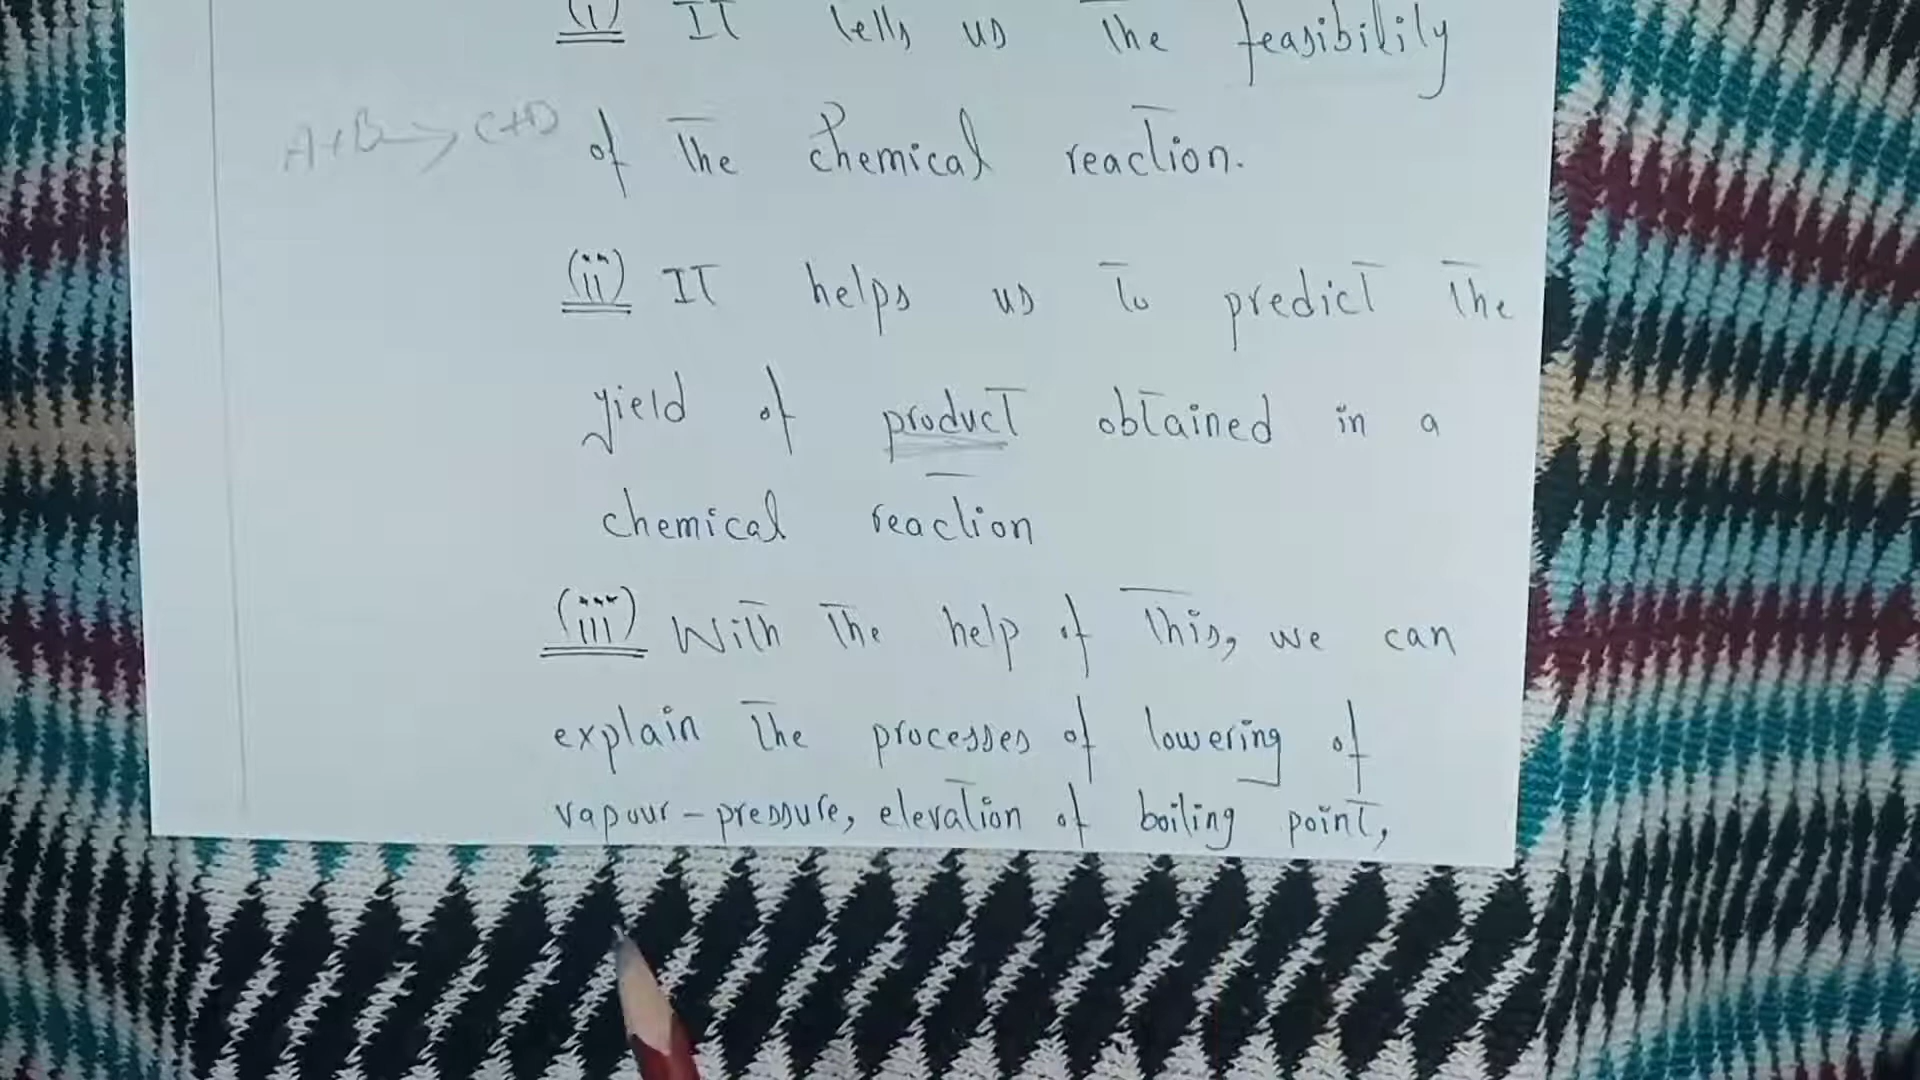 (i) It tells us the feasibility
A+B→C+D of the chemical reaction.
(ii) It helps us to predict the
yield of product obtained in a
chemical reaction
(iii) With the help of this, we can
explain the processes of lowering of
vapour-pressure, elevation of boiling point,